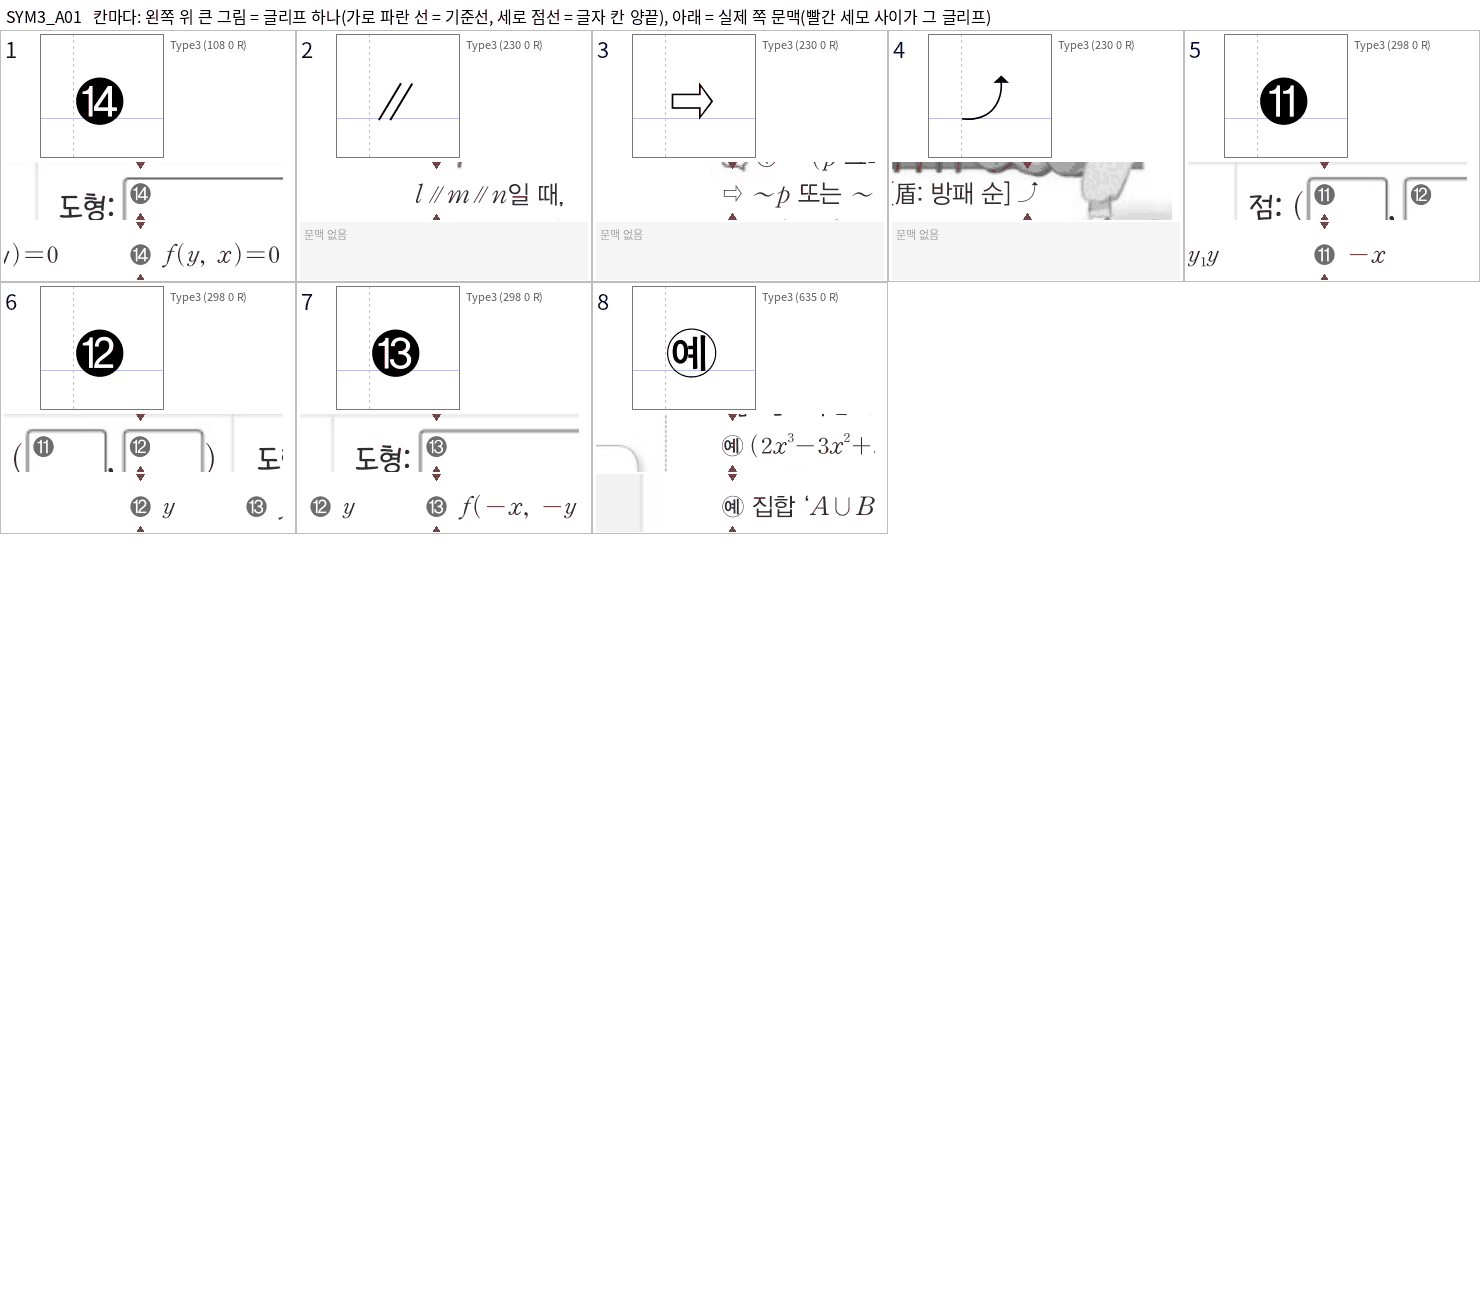 SYM3_A01 칸마다: 왼쪽 위 큰 그림 = 글리프 하나(가로 파란 선 = 기준선, 세로 점선 = 글자 칸 양끝), 아래 = 실제 쪽 문맥(빨간 세모 사이가 그 글리프)
1 ⓮ Type3 (108 0 R)
도형: ⓮
)=0 ⓮ f(y, x)=0
2 // Type3 (230 0 R)
l∥m∥n일 때,
문맥 없음
3 ⇨ Type3 (230 0 R)
⇨ ~p 또는 ~
문맥 없음
4 ⤴ Type3 (230 0 R)
[盾: 방패 순]⤴
문맥 없음
5 ⓫ Type3 (298 0 R)
점: (⓫ , ⓬
y₁y ⓫ −x
6 ⓬ Type3 (298 0 R)
(⓫ , ⓬ ) 도
⓬ y ⓭
7 ⓭ Type3 (298 0 R)
도형: ⓭
⓬ y ⓭ f(−x, −y
8 ㉠예 Type3 (635 0 R)
예 (2x³−3x²+
예 집합 ‘A∪B